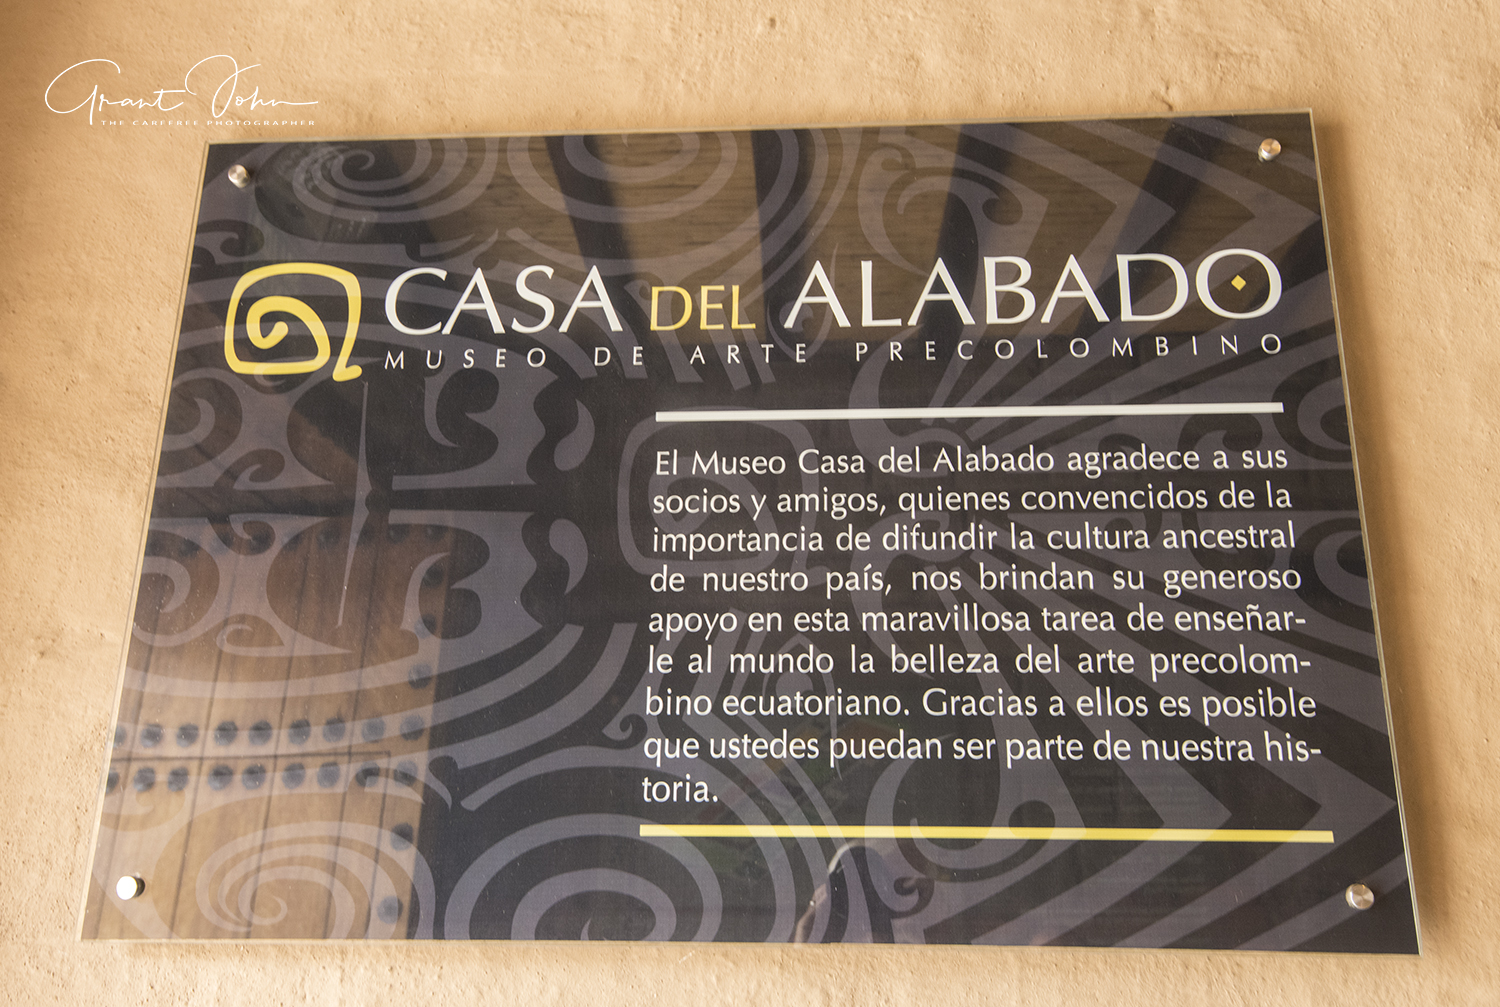 Grant John
THE CAREFREE PHOTOGRAPHER
CASA DEL ALABADO
MUSEO DE ARTE PRECOLOMBINO
El Museo Casa del Alabado agradece a sus
socios y amigos, quienes convencidos de la
importancia de difundir la cultura ancestral
de nuestro país, nos brindan su generoso
apoyo en esta maravillosa tarea de enseñar-
le al mundo la belleza del arte precolom-
bino ecuatoriano. Gracias a ellos es posible
que ustedes puedan ser parte de nuestra his-
toria.